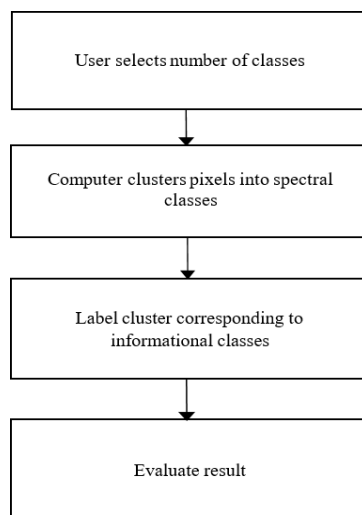 User selects number of classes
Computer clusters pixels into spectral
classes
Label cluster corresponding to
informational classes
Evaluate result